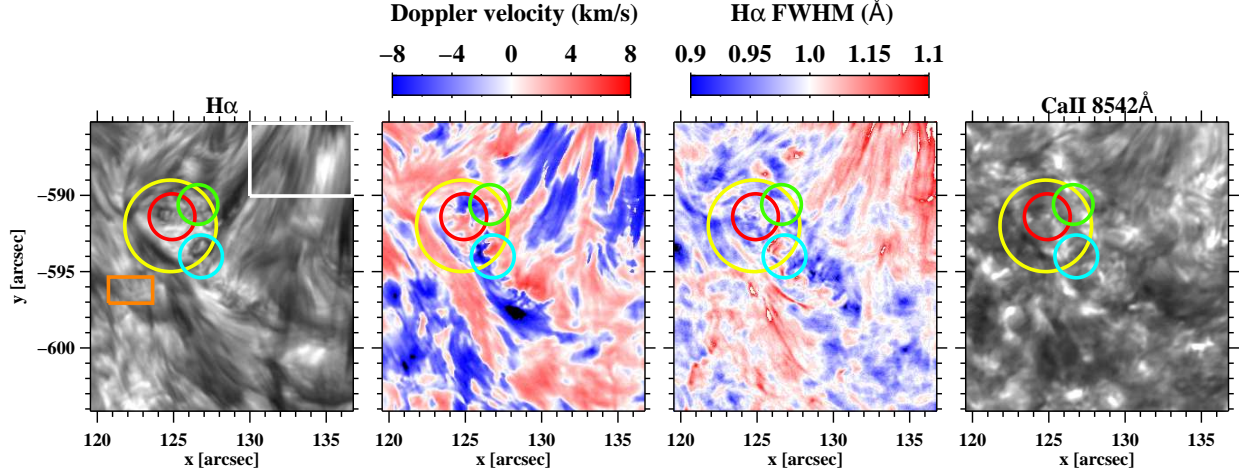 Doppler velocity (km/s)
Hα FWHM (Å)
−8 −4 0 4 8
0.9 0.95 1.0 1.15 1.1
Hα
CaII 8542Å
−590
−595
−600
y [arcsec]
120 125 130 135
120 125 130 135
120 125 130 135
120 125 130 135
x [arcsec]
x [arcsec]
x [arcsec]
x [arcsec]